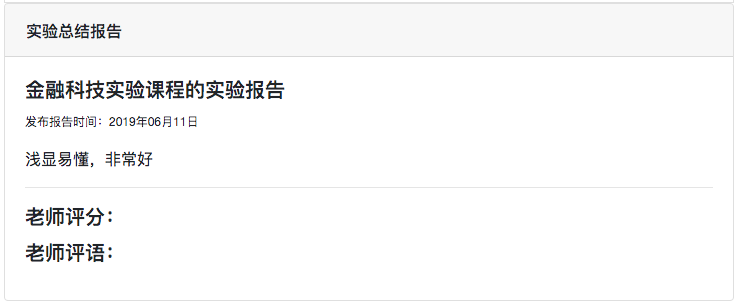 实验总结报告
金融科技实验课程的实验报告
发布报告时间：2019年06月11日
浅显易懂，非常好
老师评分：
老师评语：